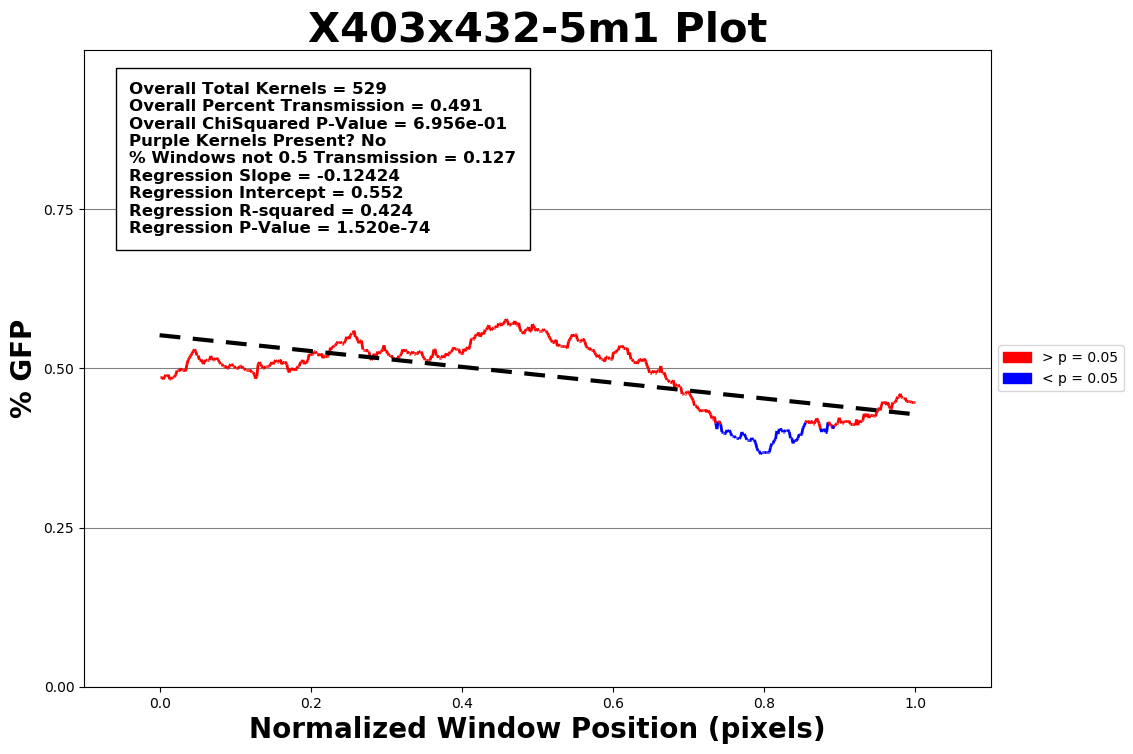 X403x432-5m1 Plot
Overall Total Kernels = 529
Overall Percent Transmission = 0.491
Overall ChiSquared P-Value = 6.956e-01
Purple Kernels Present? No
% Windows not 0.5 Transmission = 0.127
Regression Slope = -0.12424
Regression Intercept = 0.552
Regression R-squared = 0.424
Regression P-Value = 1.520e-74
% GFP
0.75
0.50
0.25
0.00
> p = 0.05
< p = 0.05
0.0 0.2 0.4 0.6 0.8 1.0
Normalized Window Position (pixels)